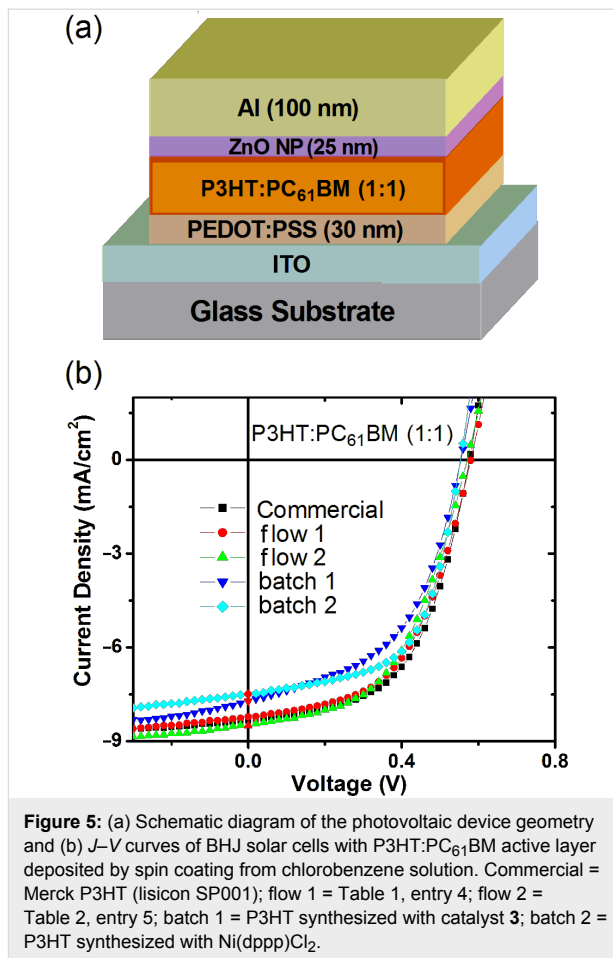 (a)
Al (100 nm)
ZnO NP (25 nm)
P3HT:PC₆₁BM (1:1)
PEDOT:PSS (30 nm)
ITO
Glass Substrate
(b)
P3HT:PC₆₁BM (1:1)
Commercial
flow 1
flow 2
batch 1
batch 2
Current Density (mA/cm²)
0
-3
-6
-9
0.0
0.4
0.8
Voltage (V)
Figure 5: (a) Schematic diagram of the photovoltaic device geometry
and (b) J–V curves of BHJ solar cells with P3HT:PC₆₁BM active layer
deposited by spin coating from chlorobenzene solution. Commercial =
Merck P3HT (lisicon SP001); flow 1 = Table 1, entry 4; flow 2 =
Table 2, entry 5; batch 1 = P3HT synthesized with catalyst 3; batch 2 =
P3HT synthesized with Ni(dppp)Cl₂.